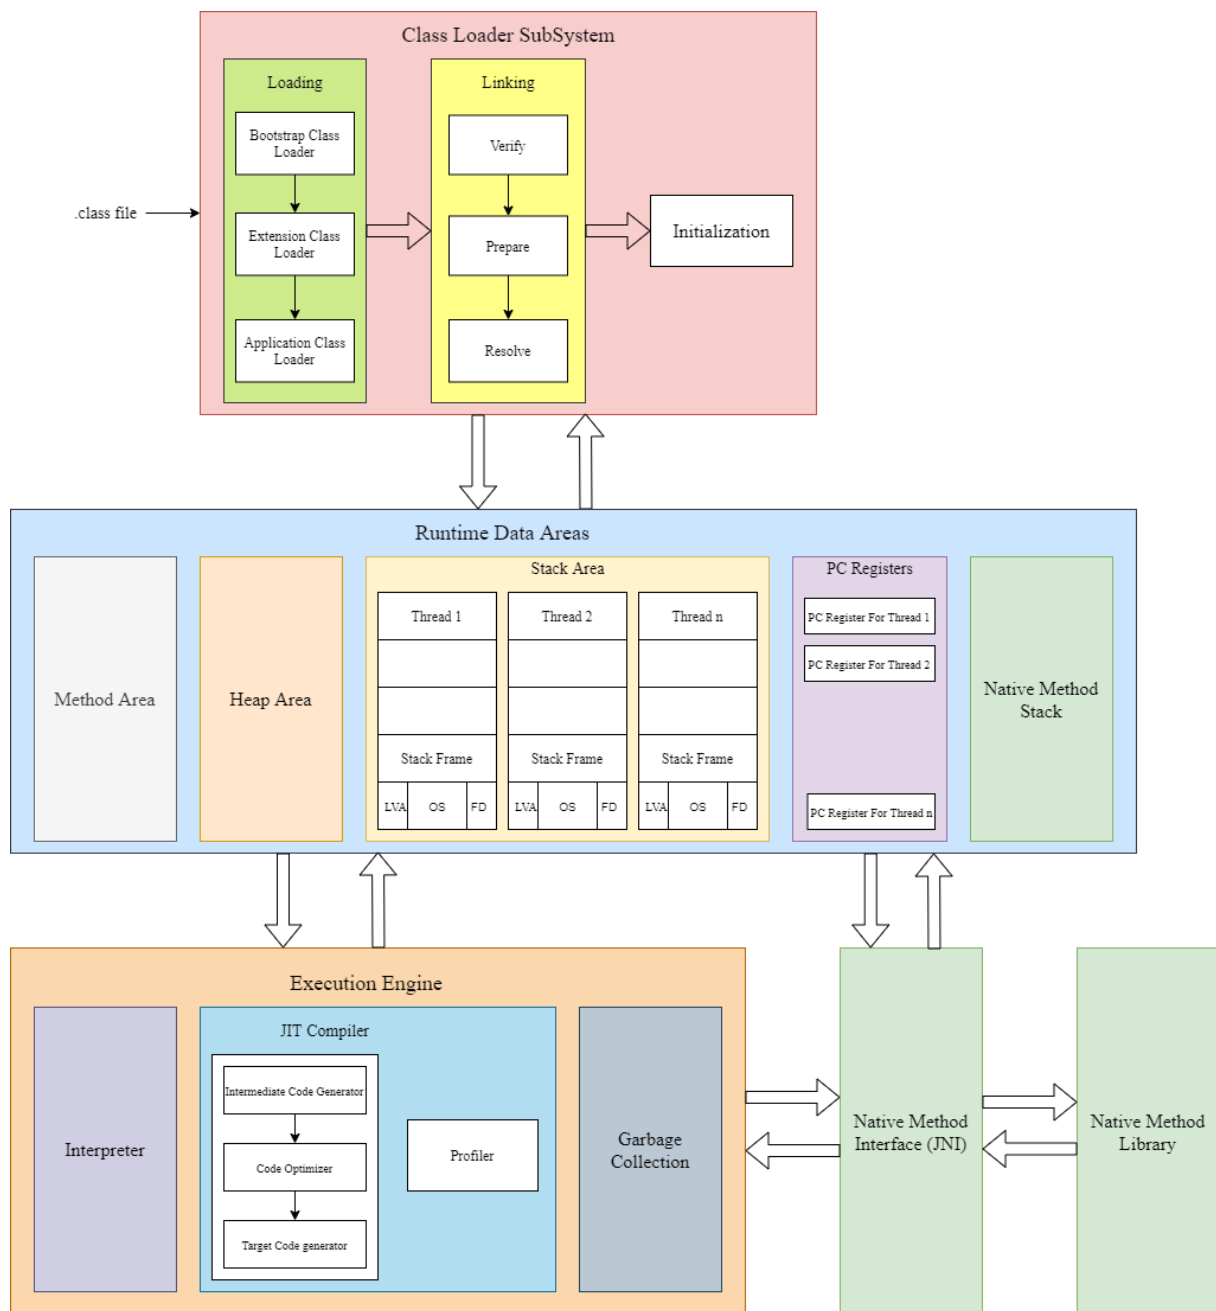 Class Loader SubSystem
Loading
Bootstrap Class
Loader
Extension Class
Loader
Application Class
Loader
Linking
Verify
Prepare
Resolve
Initialization
.class file
Runtime Data Areas
Method Area
Heap Area
Stack Area
Thread 1
Thread 2
Thread n
Stack Frame
Stack Frame
Stack Frame
LVA
OS
FD
LVA
OS
FD
LVA
OS
FD
PC Registers
PC Register For Thread 1
PC Register For Thread 2
PC Register For Thread n
Native Method
Stack
Execution Engine
Interpreter
JIT Compiler
Intermediate Code Generator
Code Optimizer
Target Code generator
Profiler
Garbage
Collection
Native Method
Interface (JNI)
Native Method
Library